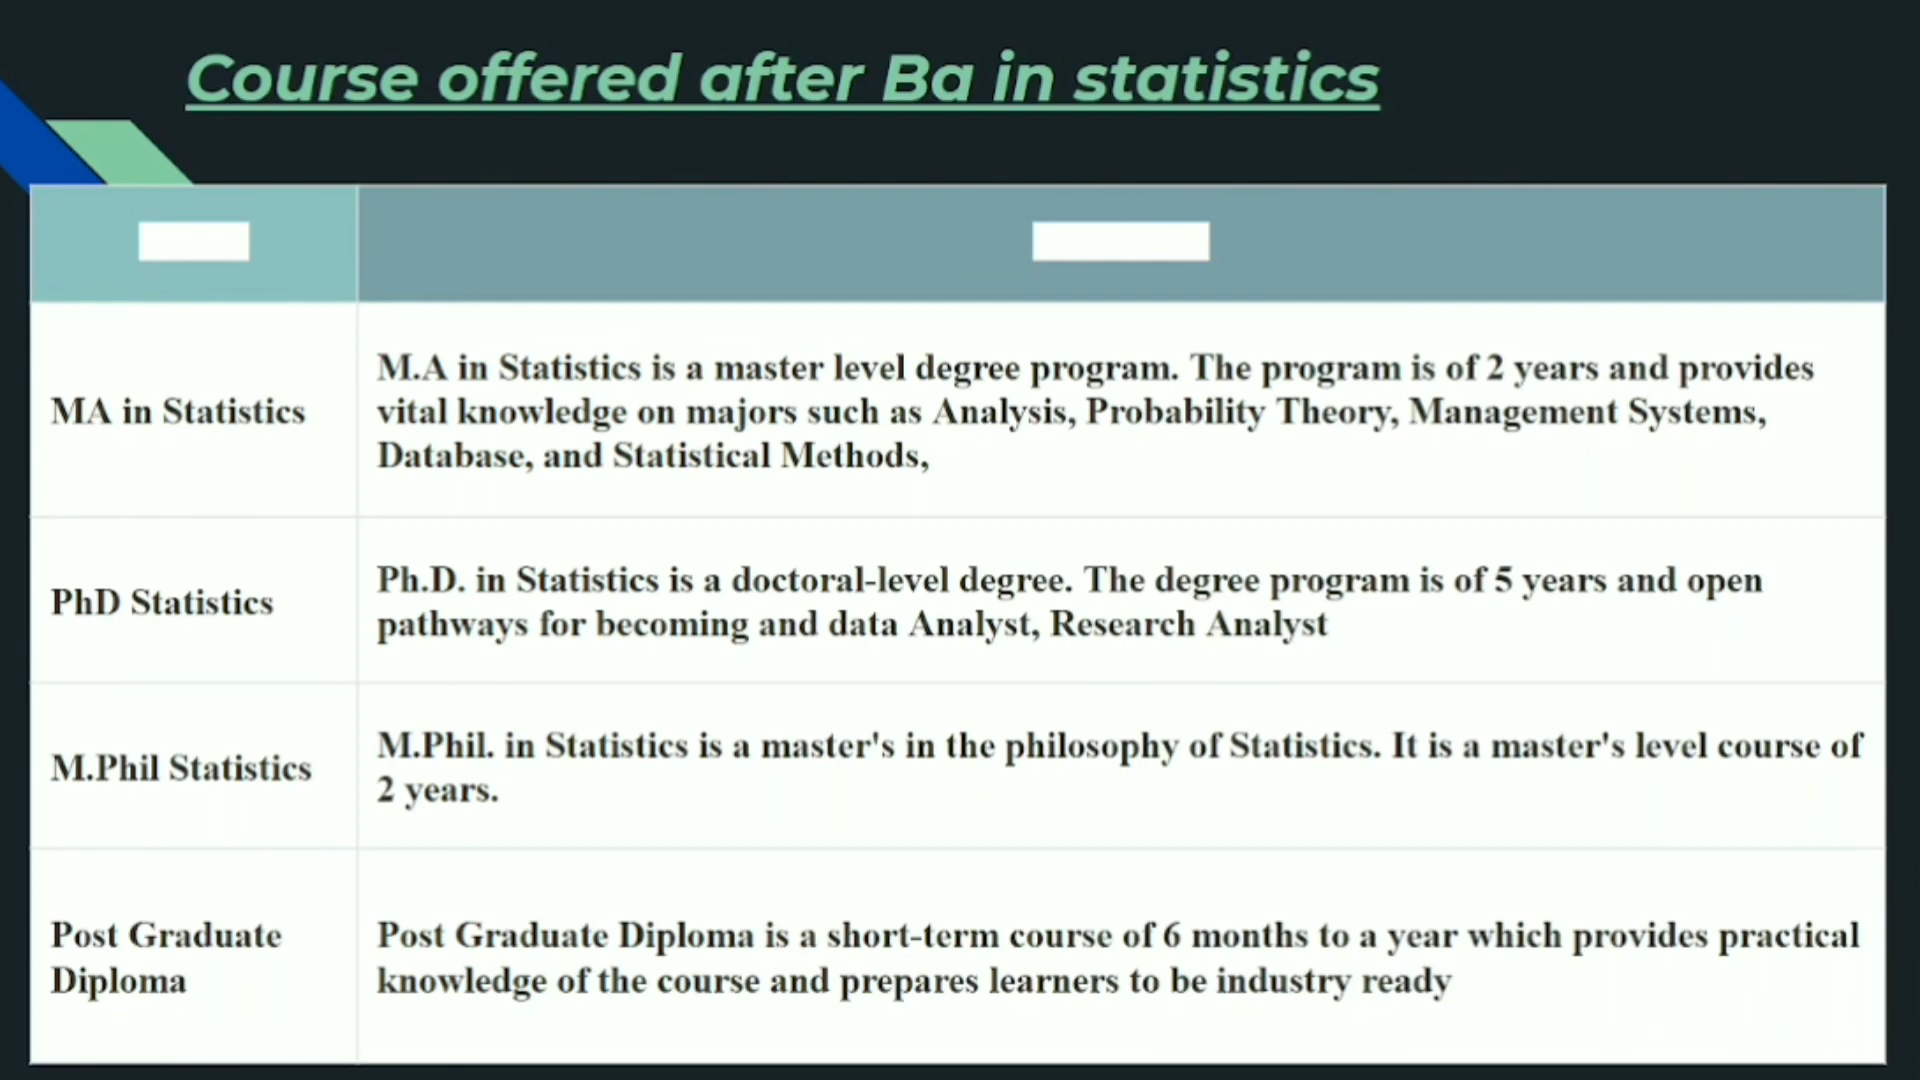 Course offered after Ba in statistics
MA in Statistics
M.A in Statistics is a master level degree program. The program is of 2 years and provides
vital knowledge on majors such as Analysis, Probability Theory, Management Systems,
Database, and Statistical Methods,
PhD Statistics
Ph.D. in Statistics is a doctoral-level degree. The degree program is of 5 years and open
pathways for becoming and data Analyst, Research Analyst
M.Phil Statistics
M.Phil. in Statistics is a master's in the philosophy of Statistics. It is a master's level course of
2 years.
Post Graduate
Diploma
Post Graduate Diploma is a short-term course of 6 months to a year which provides practical
knowledge of the course and prepares learners to be industry ready